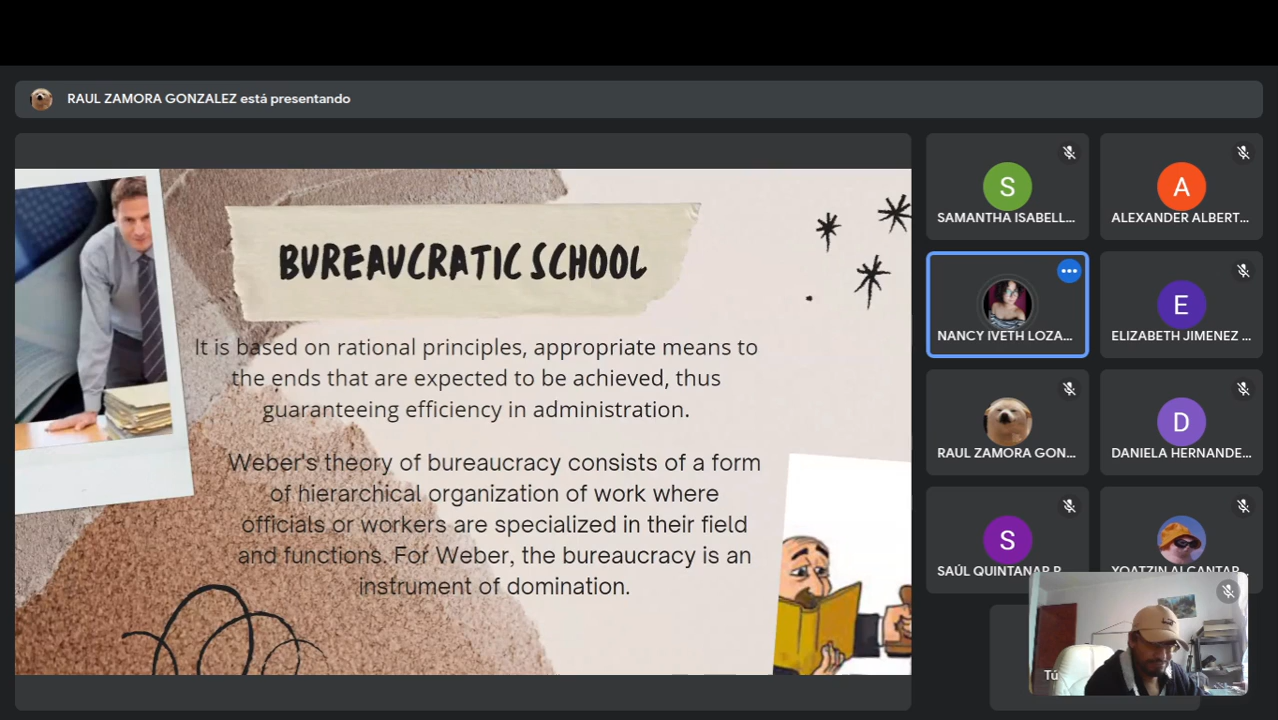 RAUL ZAMORA GONZALEZ está presentando
BUREAUCRATIC SCHOOL
It is based on rational principles, appropriate means to
the ends that are expected to be achieved, thus
guaranteeing efficiency in administration.
Weber's theory of bureaucracy consists of a form
of hierarchical organization of work where
officials or workers are specialized in their field
and functions. For Weber, the bureaucracy is an
instrument of domination.
S
SAMANTHA ISABELL...
A
ALEXANDER ALBERT...
NANCY IVETH LOZA...
E
ELIZABETH JIMENEZ ...
RAUL ZAMORA GON...
D
DANIELA HERNANDE...
S
SAÚL QUINTANAR
Tú